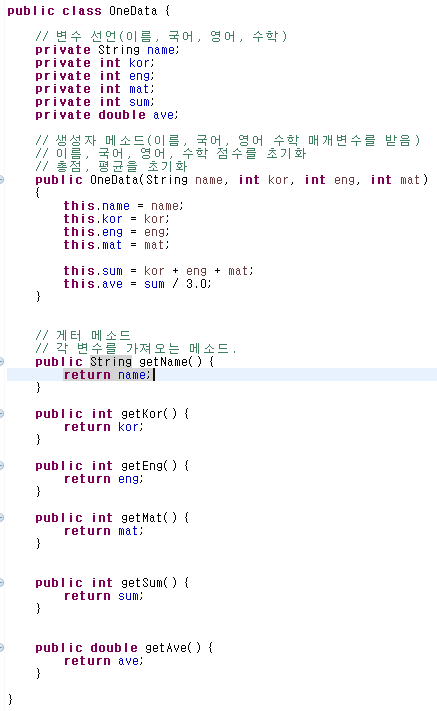 public class OneData {
// 변수 선언(이름, 국어, 영어, 수학)
private String name;
private int kor;
private int eng;
private int mat;
private int sum;
private double ave;
// 생성자 메소드(이름, 국어, 영어 수학 매개변수를 받음)
// 이름, 국어, 영어, 수학 점수를 초기화
// 총점, 평균을 초기화
public OneData(String name, int kor, int eng, int mat)
{
this.name = name;
this.kor = kor;
this.eng = eng;
this.mat = mat;
this.sum = kor + eng + mat;
this.ave = sum / 3.0;
}
// 게터 메소드
// 각 변수를 가져오는 메소드.
public String getName() {
return name;
}
public int getKor() {
return kor;
}
public int getEng() {
return eng;
}
public int getMat() {
return mat;
}
public int getSum() {
return sum;
}
public double getAve() {
return ave;
}
}